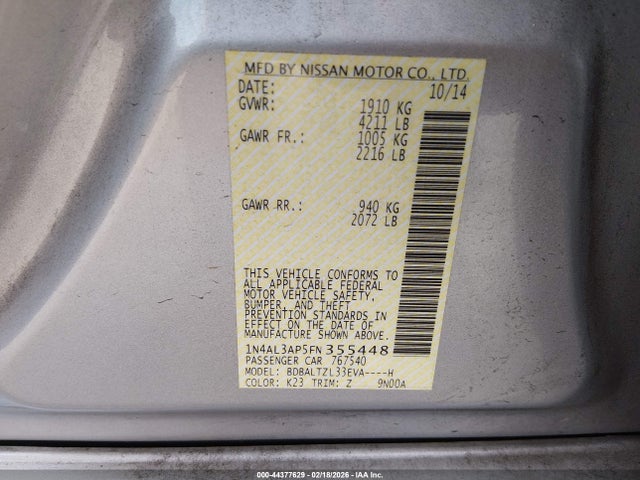 MFD BY NISSAN MOTOR CO., LTD.
DATE: 10/14
GVWR: 1910 KG
4211 LB
GAWR FR.: 1005 KG
2216 LB
GAWR RR.: 940 KG
2072 LB
THIS VEHICLE CONFORMS TO
ALL APPLICABLE FEDERAL
MOTOR VEHICLE SAFETY,
BUMPER, AND THEFT
PREVENTION STANDARDS IN
EFFECT ON THE DATE OF
MANUFACTURE SHOWN ABOVE.
1N4AL3AP5FN355448
PASSENGER CAR 767540
MODEL: BDBALTZL33EVA----H
COLOR: K23 TRIM: Z 9N00A
000-44377629 - 02/18/2026 - IAA Inc.